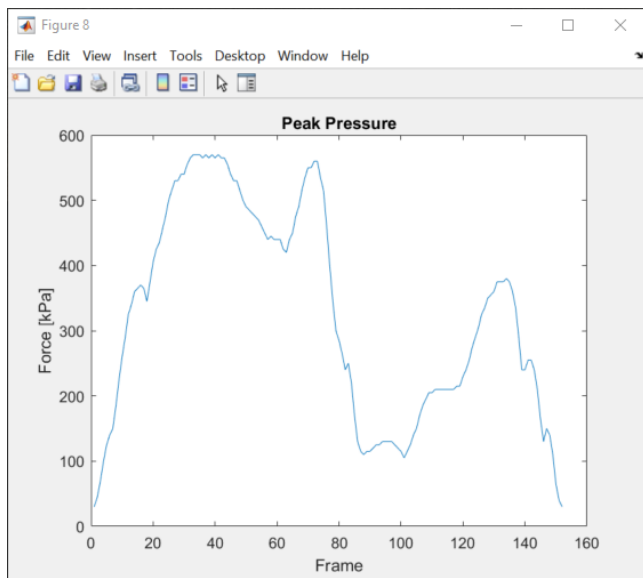 Figure 8
File Edit View Insert Tools Desktop Window Help
Peak Pressure
600
500
400
300
200
100
0
Force [kPa]
0 20 40 60 80 100 120 140 160
Frame